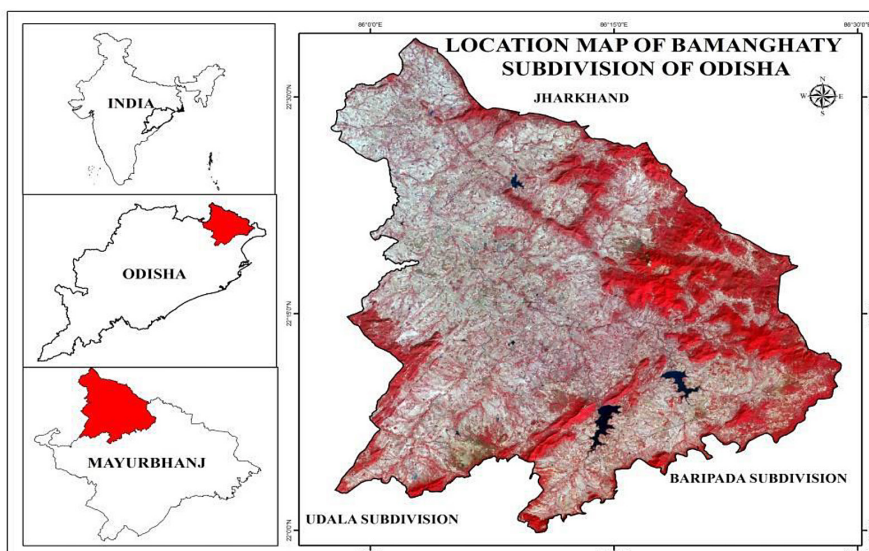 INDIA
ODISHA
MAYURBHANJ
86°0'0"E
86°15'0"E
86°30'0"E
LOCATION MAP OF BAMANGHATY
SUBDIVISION OF ODISHA
JHARKHAND
N
W
E
S
22°30'0"N
22°15'0"N
22°0'0"N
BARIPADA SUBDIVISION
UDALA SUBDIVISION